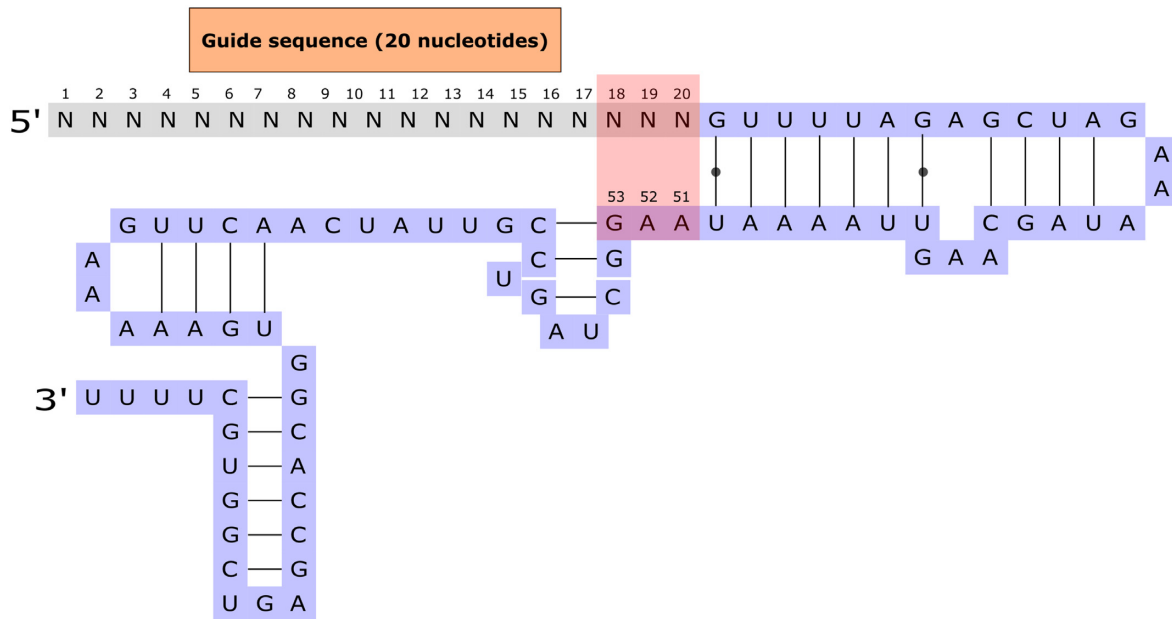 Guide sequence (20 nucleotides)
1 2 3 4 5 6 7 8 9 10 11 12 13 14 15 16 17 18 19 20
5' N N N N N N N N N N N N N N N N N N N N G U U U U A G A G C U A G
A
A
53 52 51
G U U C A A C U A U U G C G A A U A A A A U U C G A U A
A C G G A A
U
A G C
A A A G U A U
G
3' U U U U C G
G C
U A
G C
G C
C G
U G A